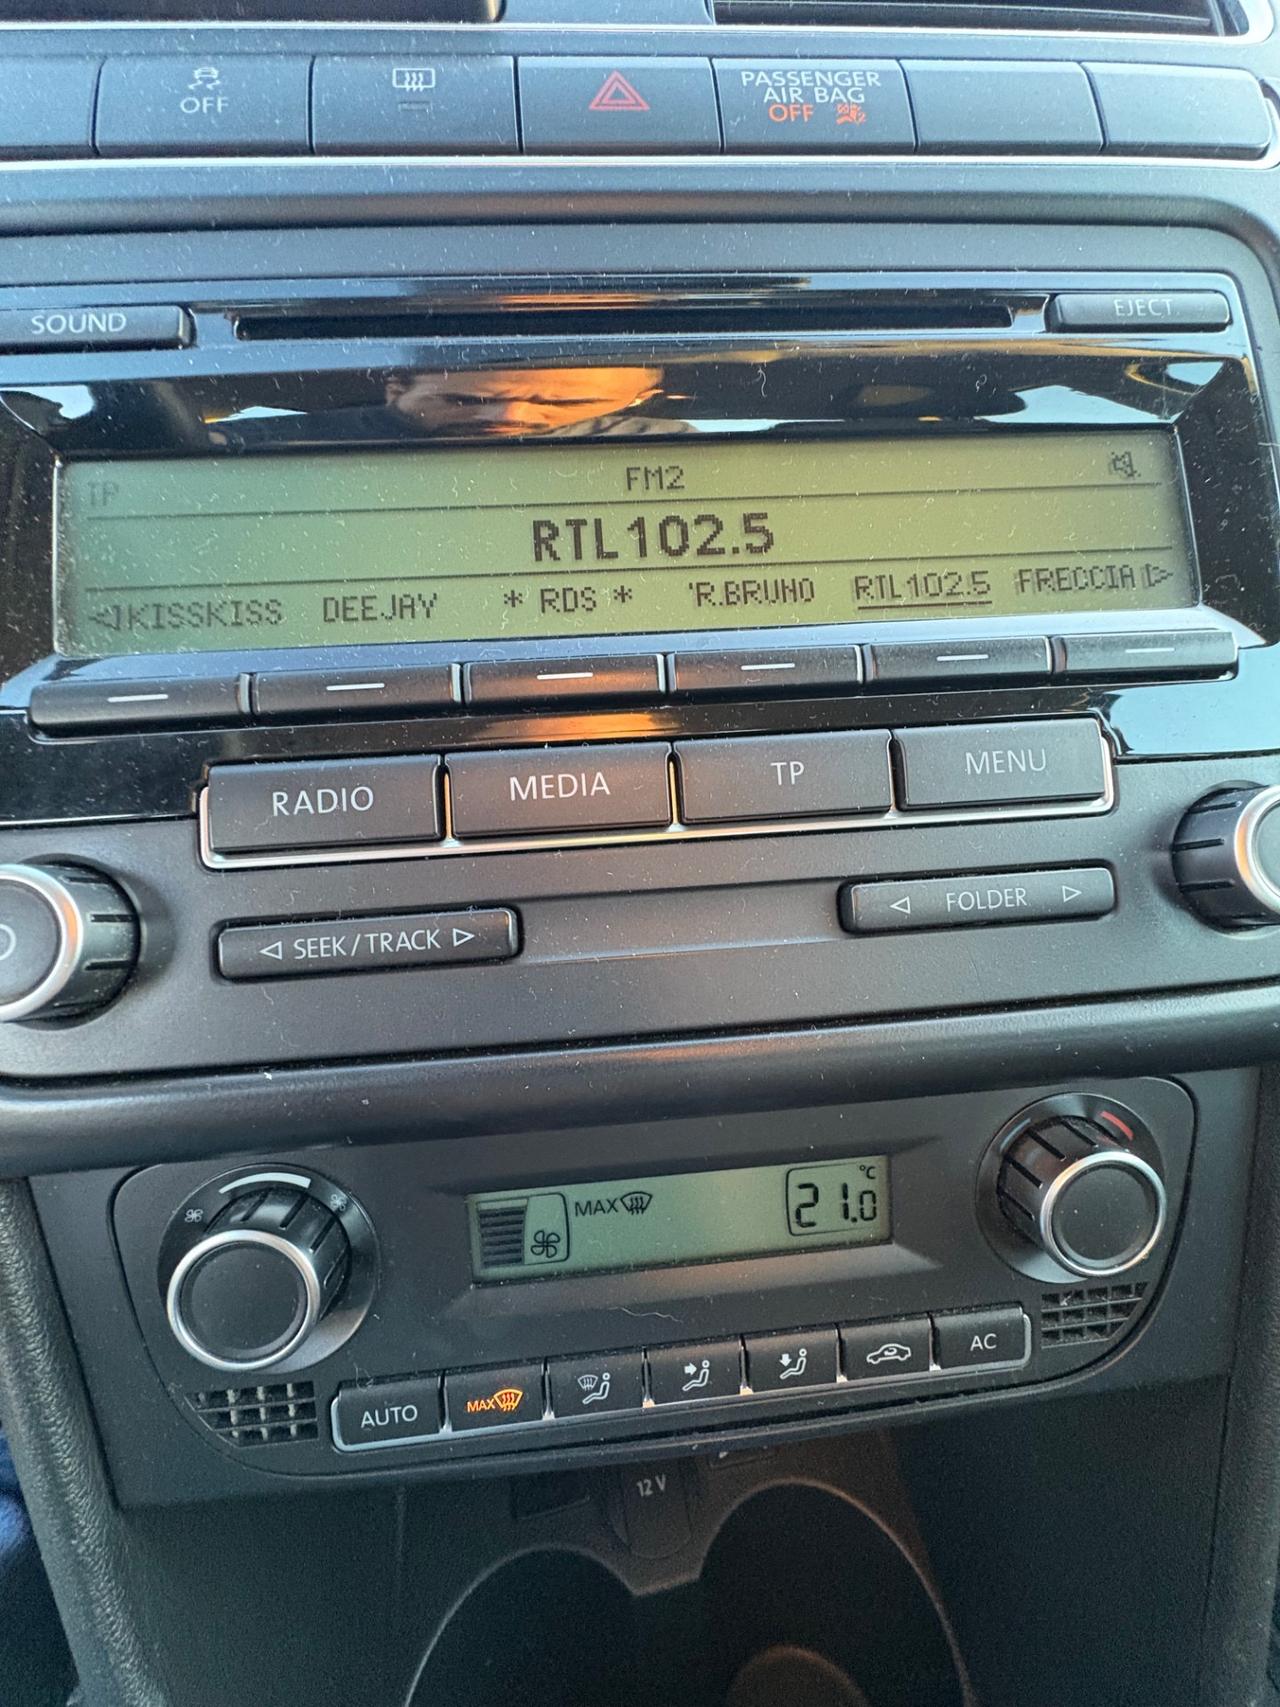 OFF
PASSENGER
AIR BAG
OFF
SOUND
EJECT
TP
FM2
RTL102.5
KISSKISS DEEJAY * RDS * 'R.BRUNO RTL102.5 FRECCIA
RADIO MEDIA TP MENU
SEEK/TRACK FOLDER
MAX 21.0 °C
AUTO MAX AC
12 V